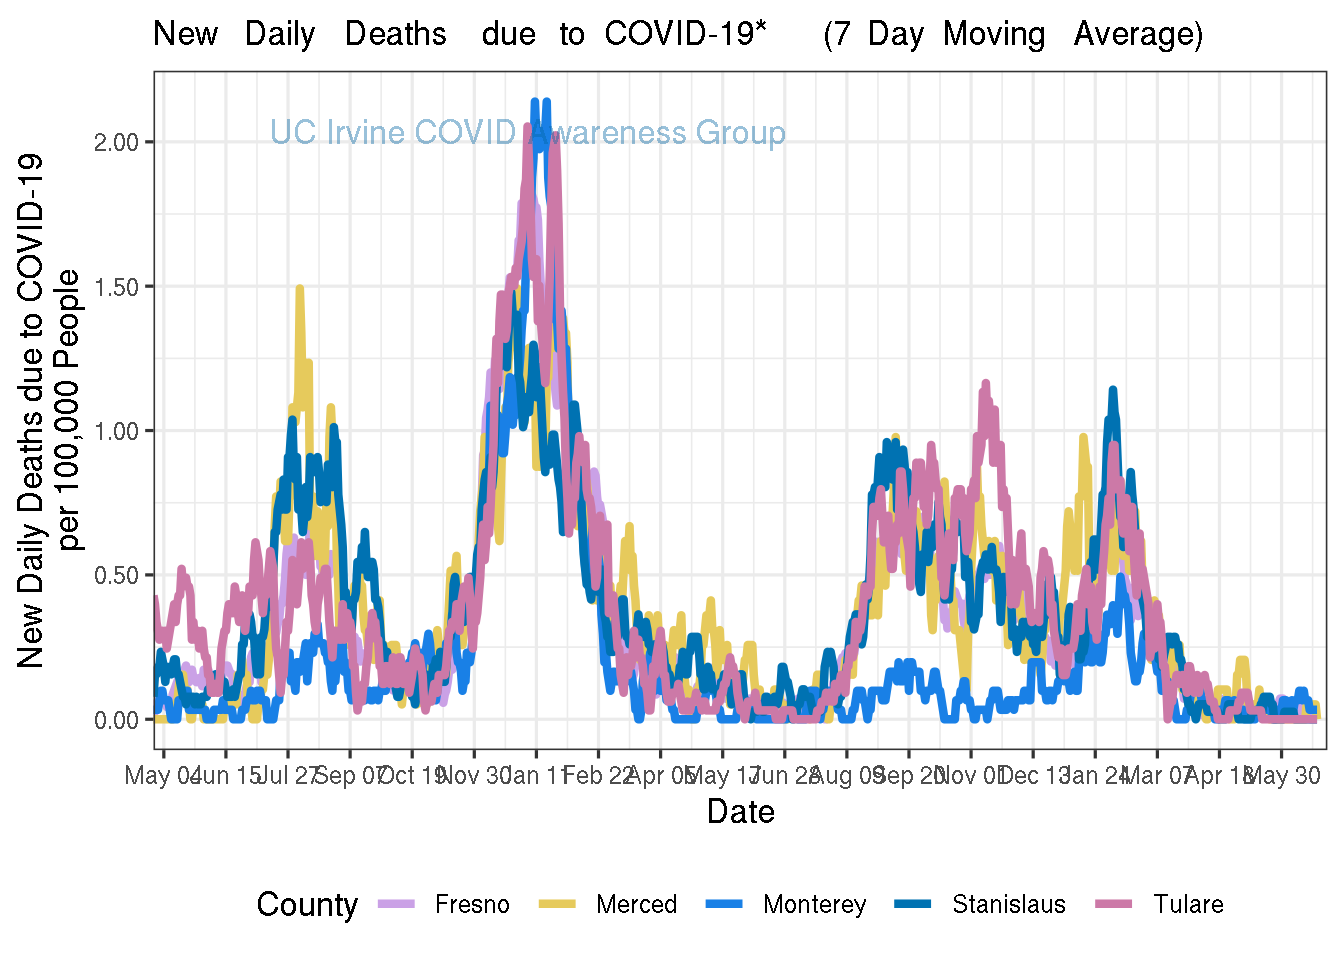 New Daily Deaths due to COVID-19* (7 Day Moving Average)
UC Irvine COVID Awareness Group
New Daily Deaths due to COVID-19
per 100,000 People
2.00
1.50
1.00
0.50
0.00
May 04 Jun 15 Jul 27 Sep 07 Oct 19 Nov 30 Jan 11 Feb 22 Apr 05 May 17 Jun 28 Aug 09 Sep 20 Nov 01 Dec 13 Jan 24 Mar 07 Apr 18 May 30
Date
County Fresno Merced Monterey Stanislaus Tulare